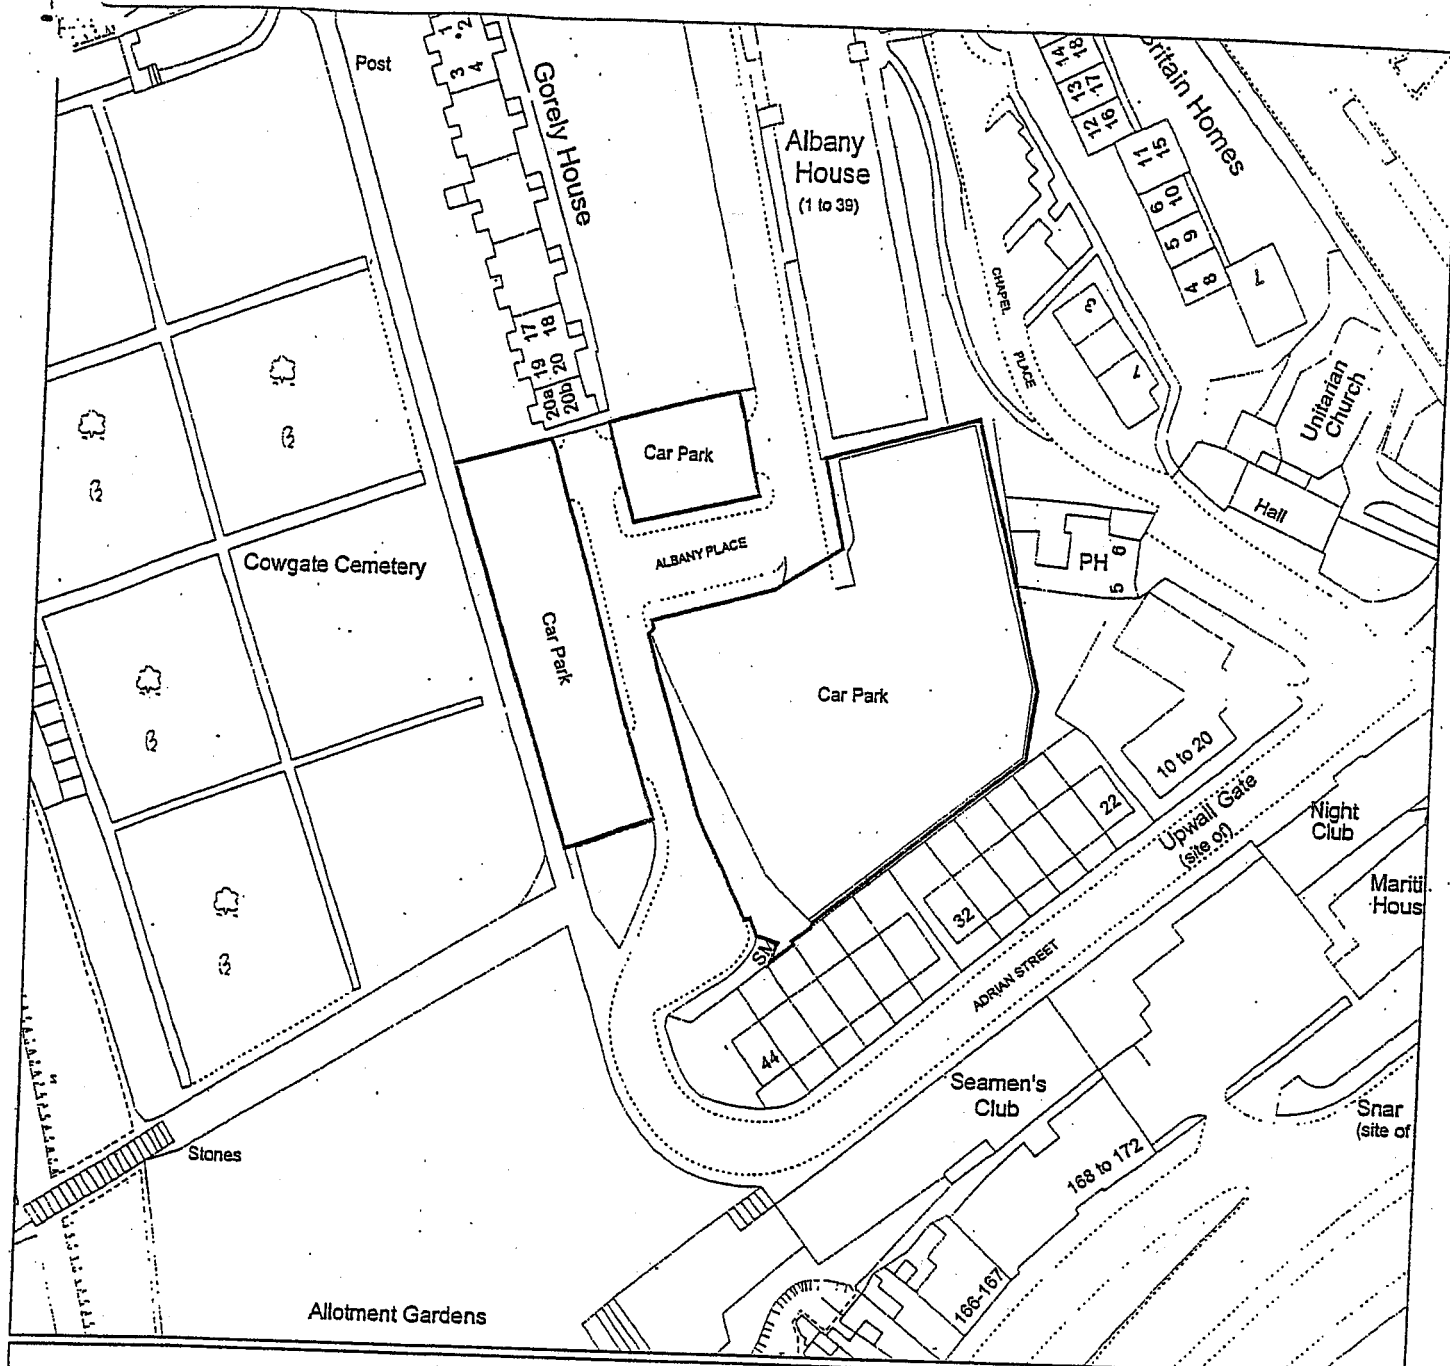 Post
1
2
3
4
Gorely House
17
18
19
20
20a
20b
Albany
House
(1 to 39)
CHAPEL
PLACE
14
18
13
17
12
16
11
15
6
10
5
9
4
8
7
3
1
Homes
Unitarian
Church
Hall
Car Park
ALBANY PLACE
PH
6
5
Cowgate Cemetery
Car Park
Car Park
10 to 20
22
32
44
SM
Upwall Gate
(site of)
Night
Club
Mariti
Hous
ADRIAN STREET
Seamen's
Club
Snar
(site of
168 to 172
166-167
Stones
Allotment Gardens